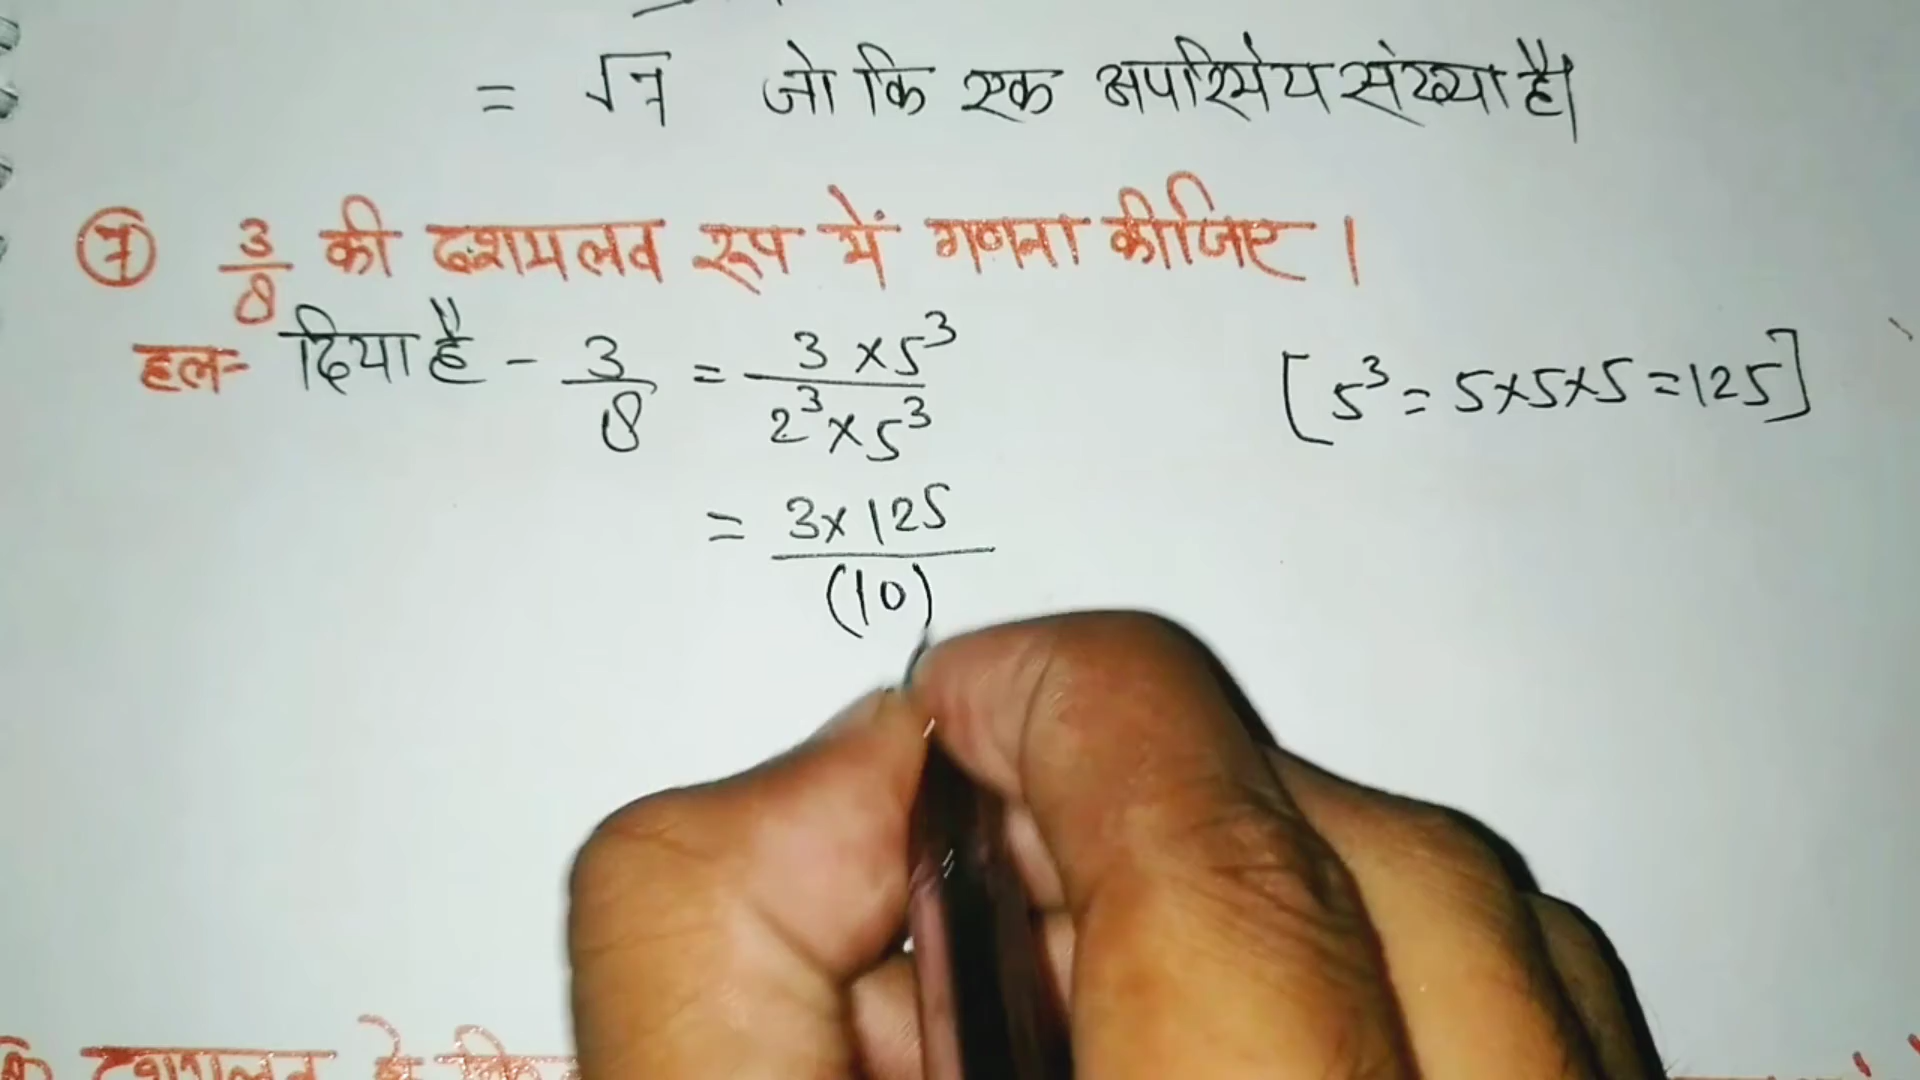 = √7 जो कि एक अपरिमेय संख्या है।
⑦ 3/8 की दशमलव रूप में गणना कीजिए ।
हल- दिया है - 3/8 = 3×5³/2³×5³ [5³ = 5×5×5 = 125]
= 3×125/(10)
दशमलव के